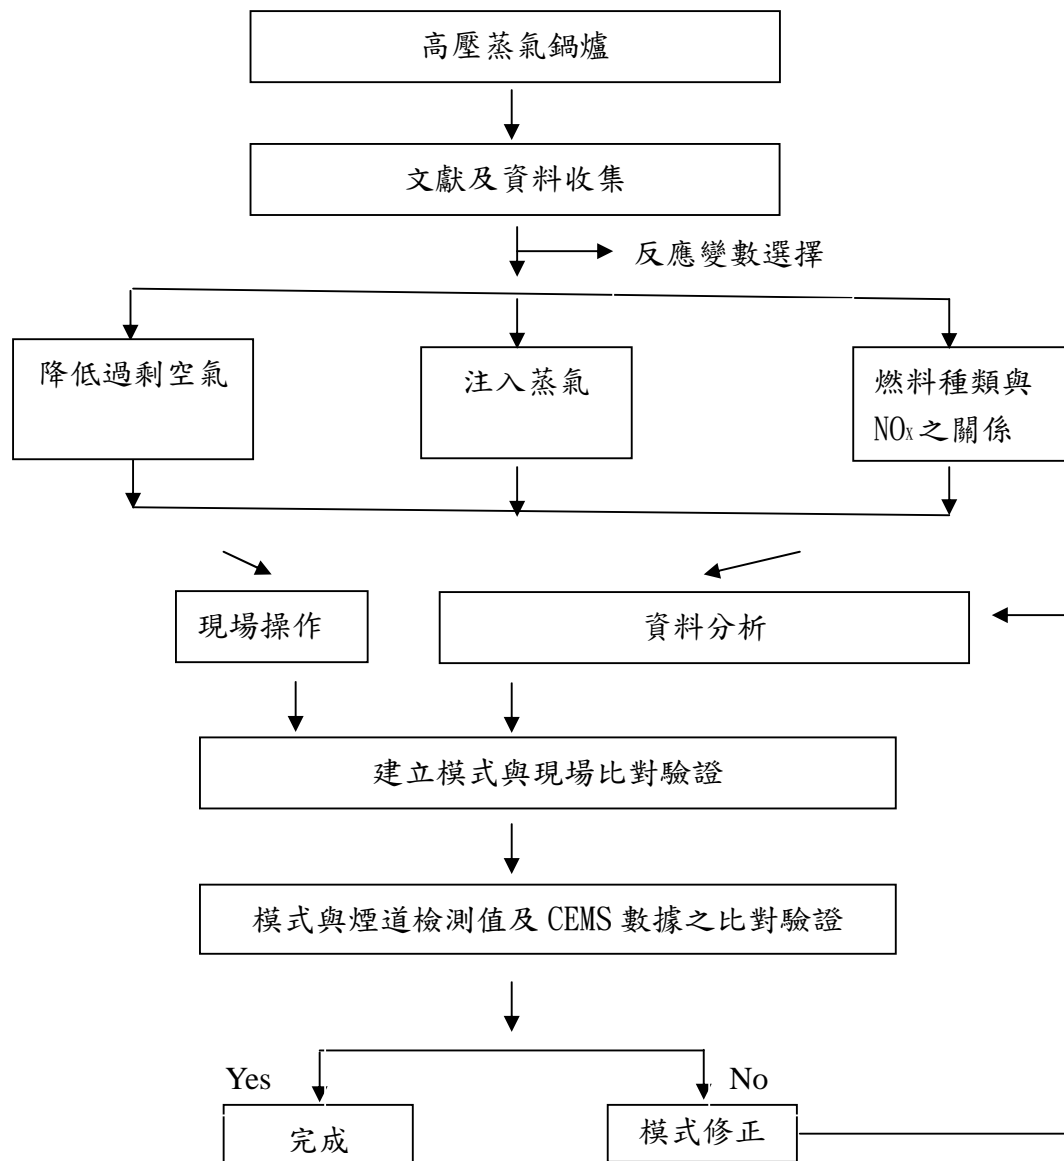 高壓蒸氣鍋爐
文獻及資料收集
反應變數選擇
降低過剩空氣
注入蒸氣
燃料種類與
NOx之關係
現場操作
資料分析
建立模式與現場比對驗證
模式與煙道檢測值及 CEMS 數據之比對驗證
Yes
No
完成
模式修正